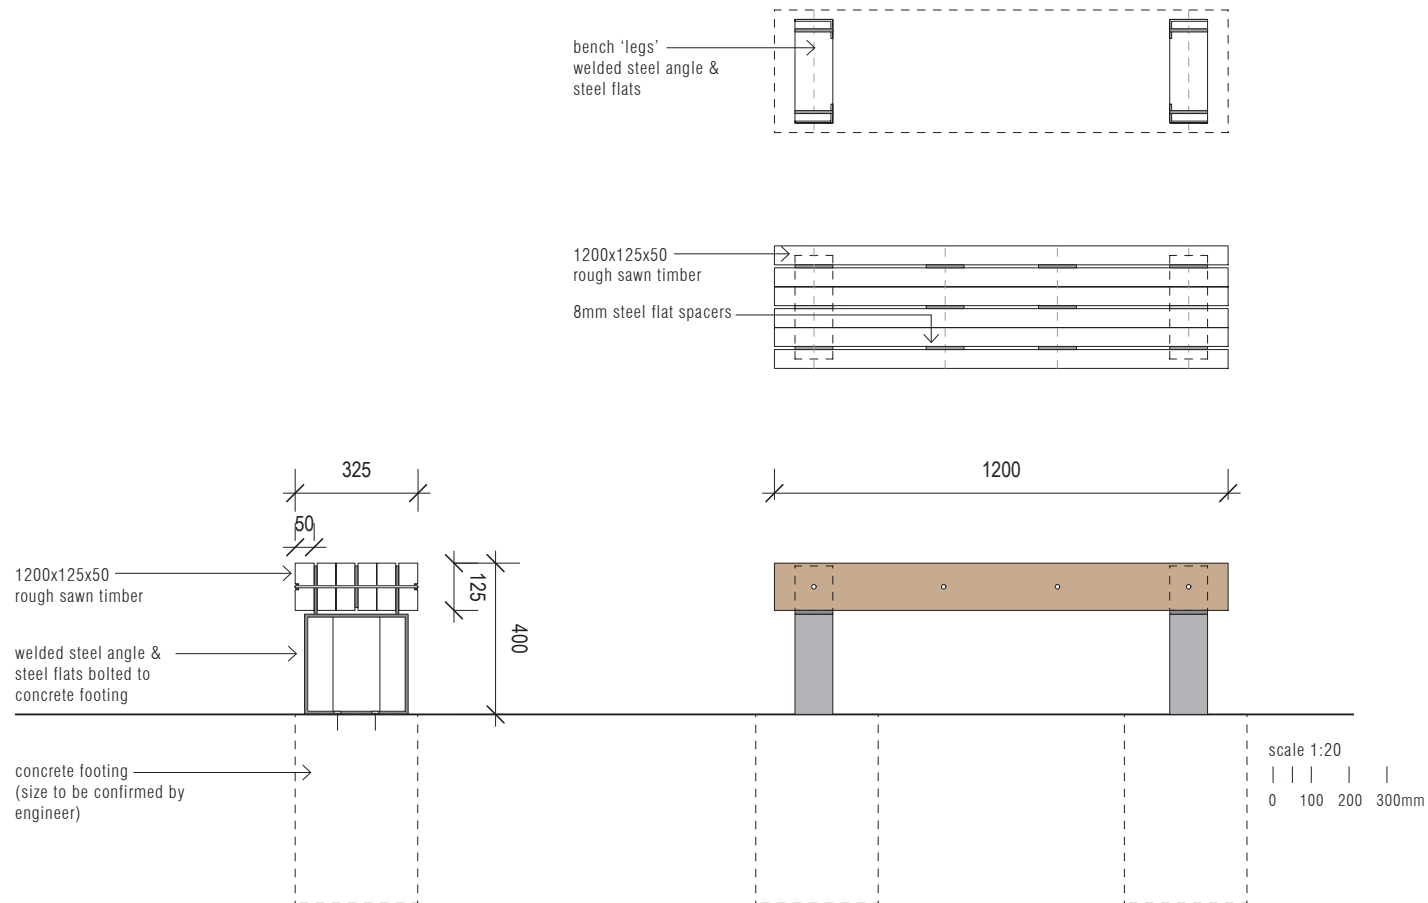 bench ‘legs’
welded steel angle &
steel flats
1200x125x50
rough sawn timber
8mm steel flat spacers
325
1200
50
125
400
1200x125x50
rough sawn timber
welded steel angle &
steel flats bolted to
concrete footing
concrete footing
(size to be confirmed by
engineer)
scale 1:20
0 100 200 300mm